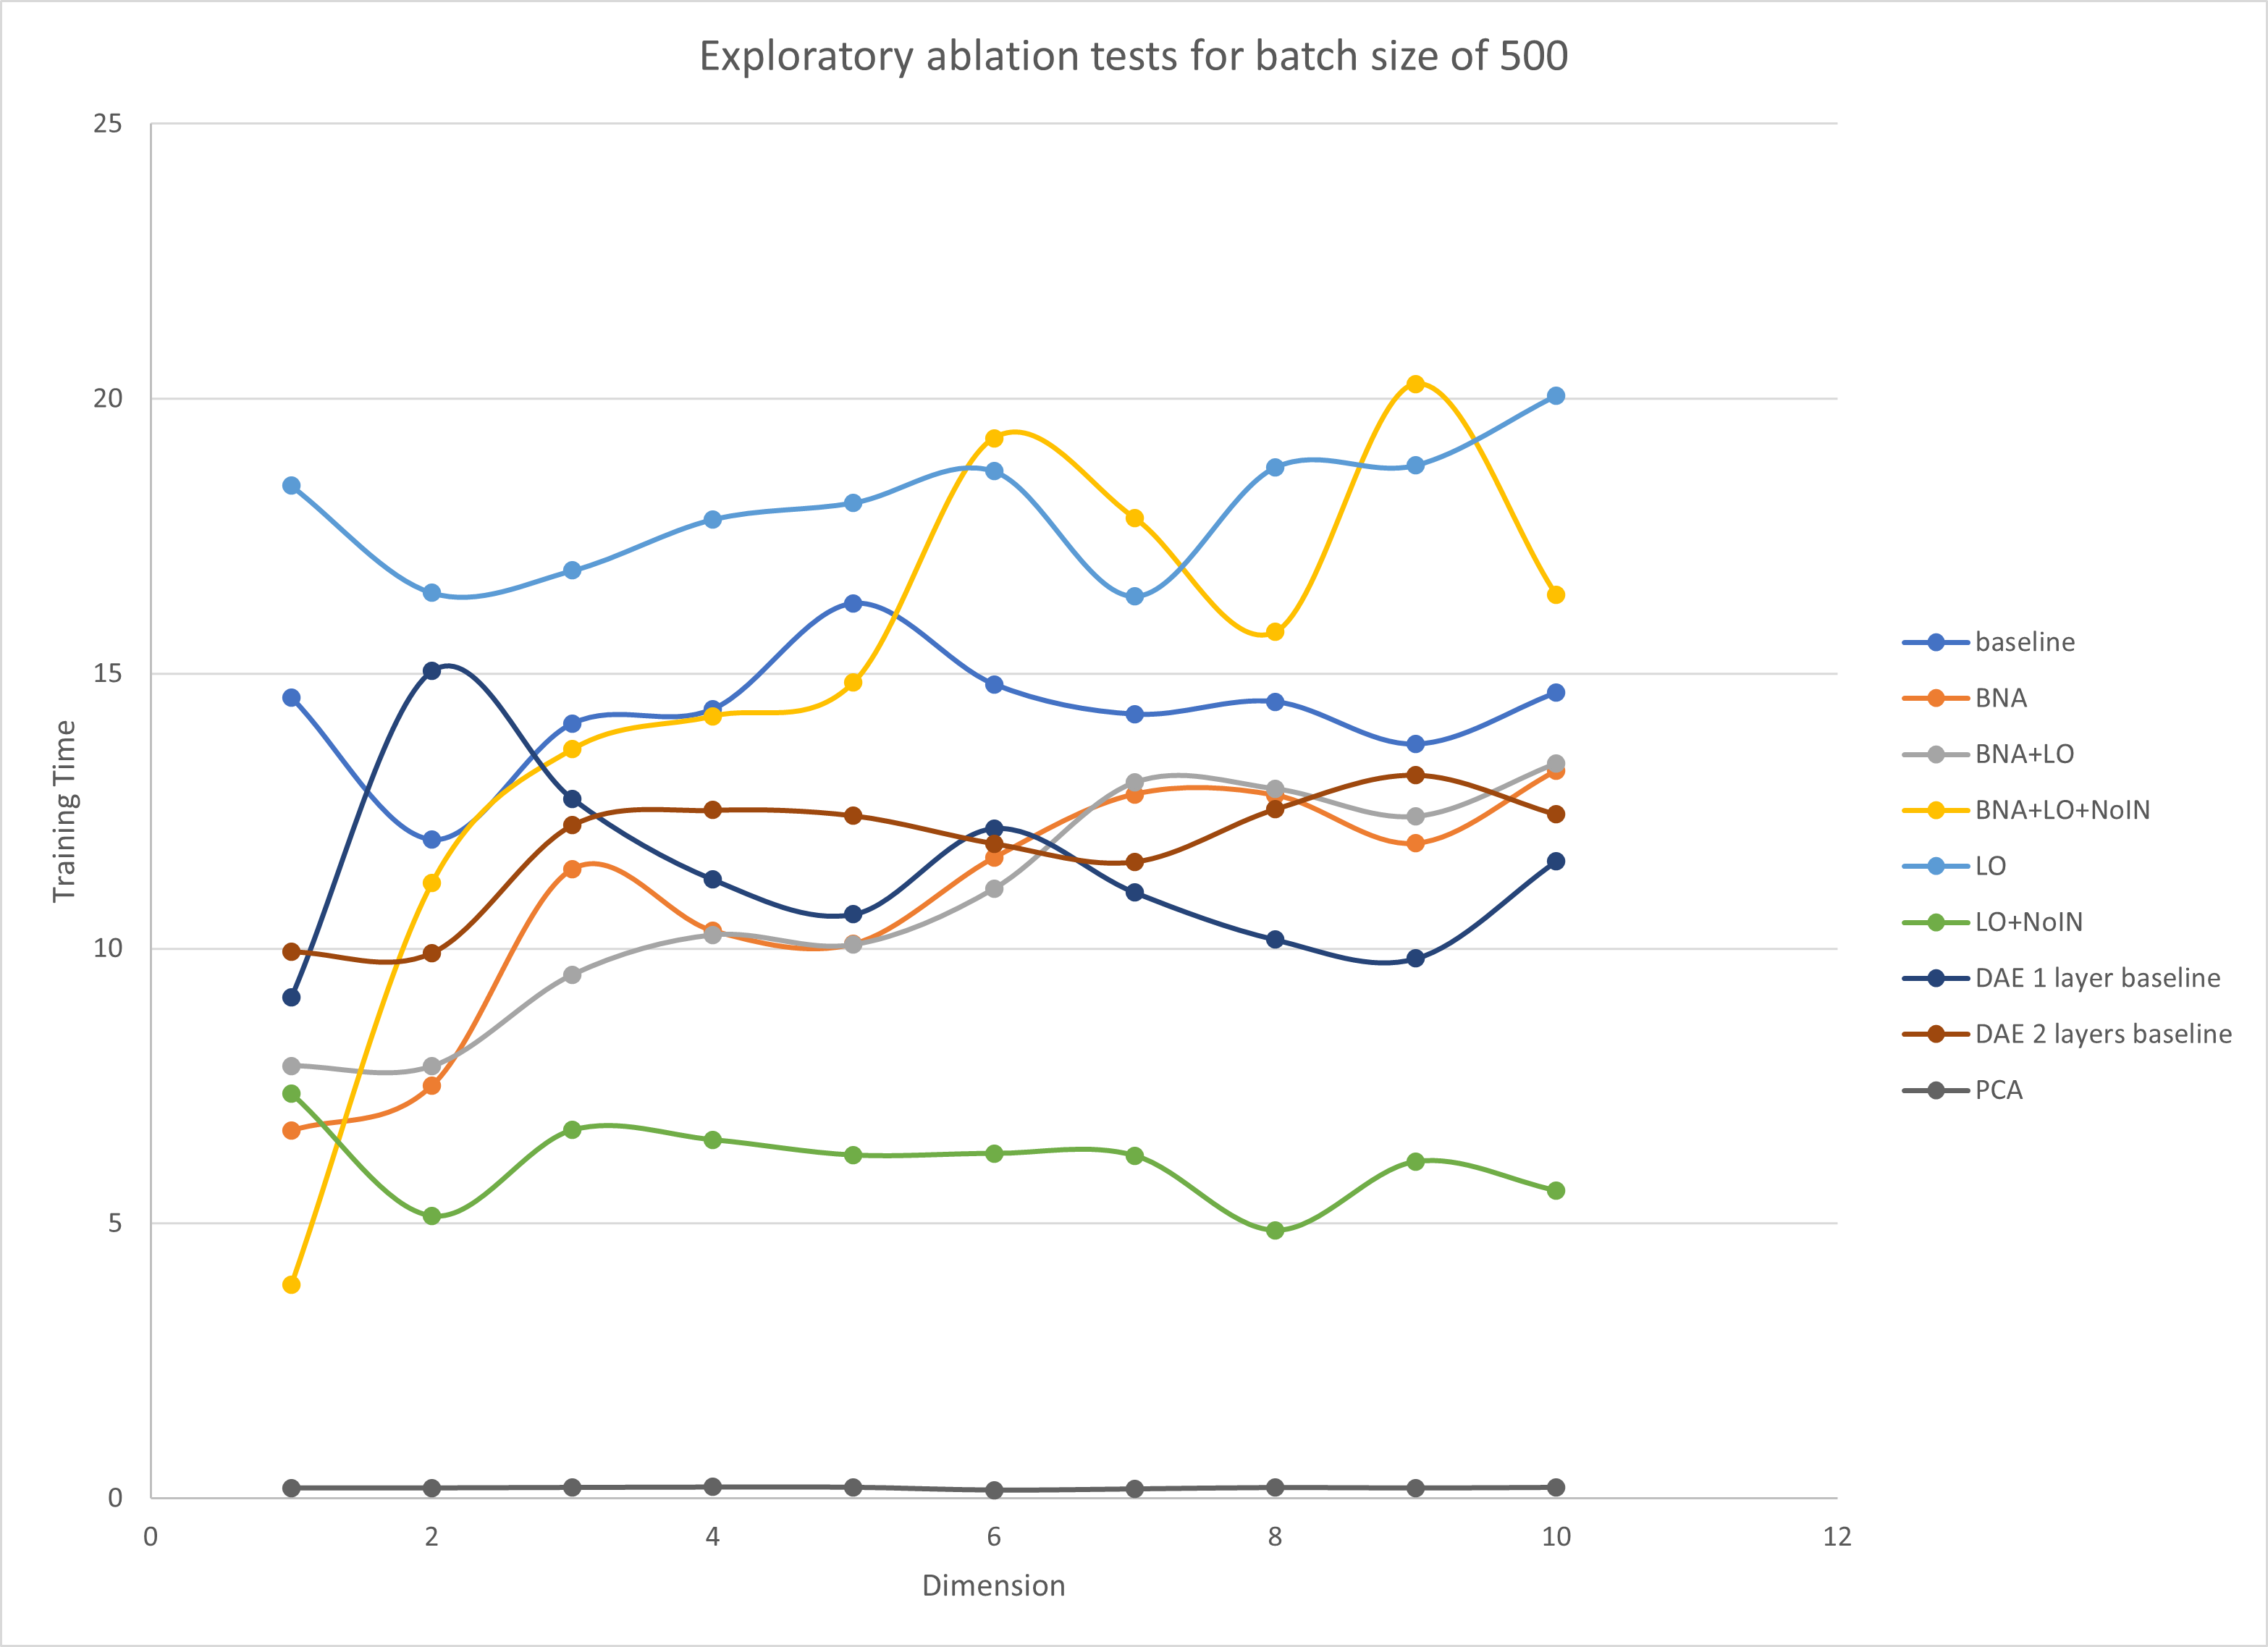 Exploratory ablation tests for batch size of 500
25
20
15
10
5
0
Training Time
0 2 4 6 8 10 12
Dimension
baseline
BNA
BNA+LO
BNA+LO+NoIN
LO
LO+NoIN
DAE 1 layer baseline
DAE 2 layers baseline
PCA